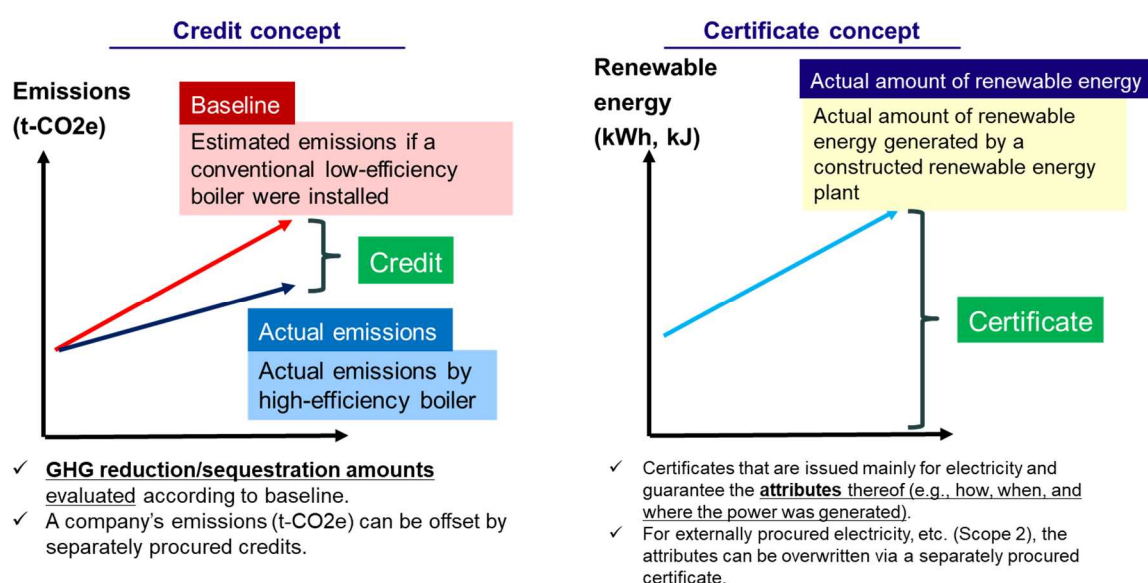 Credit concept
Emissions
(t-CO2e)
Baseline
Estimated emissions if a
conventional low-efficiency
boiler were installed
Credit
Actual emissions
Actual emissions by
high-efficiency boiler
✓ GHG reduction/sequestration amounts
evaluated according to baseline.
✓ A company's emissions (t-CO2e) can be offset by
separately procured credits.
Certificate concept
Renewable
energy
(kWh, kJ)
Actual amount of renewable energy
Actual amount of renewable
energy generated by a
constructed renewable energy
plant
Certificate
✓ Certificates that are issued mainly for electricity and
guarantee the attributes thereof (e.g., how, when, and
where the power was generated).
✓ For externally procured electricity, etc. (Scope 2), the
attributes can be overwritten via a separately procured
certificate.